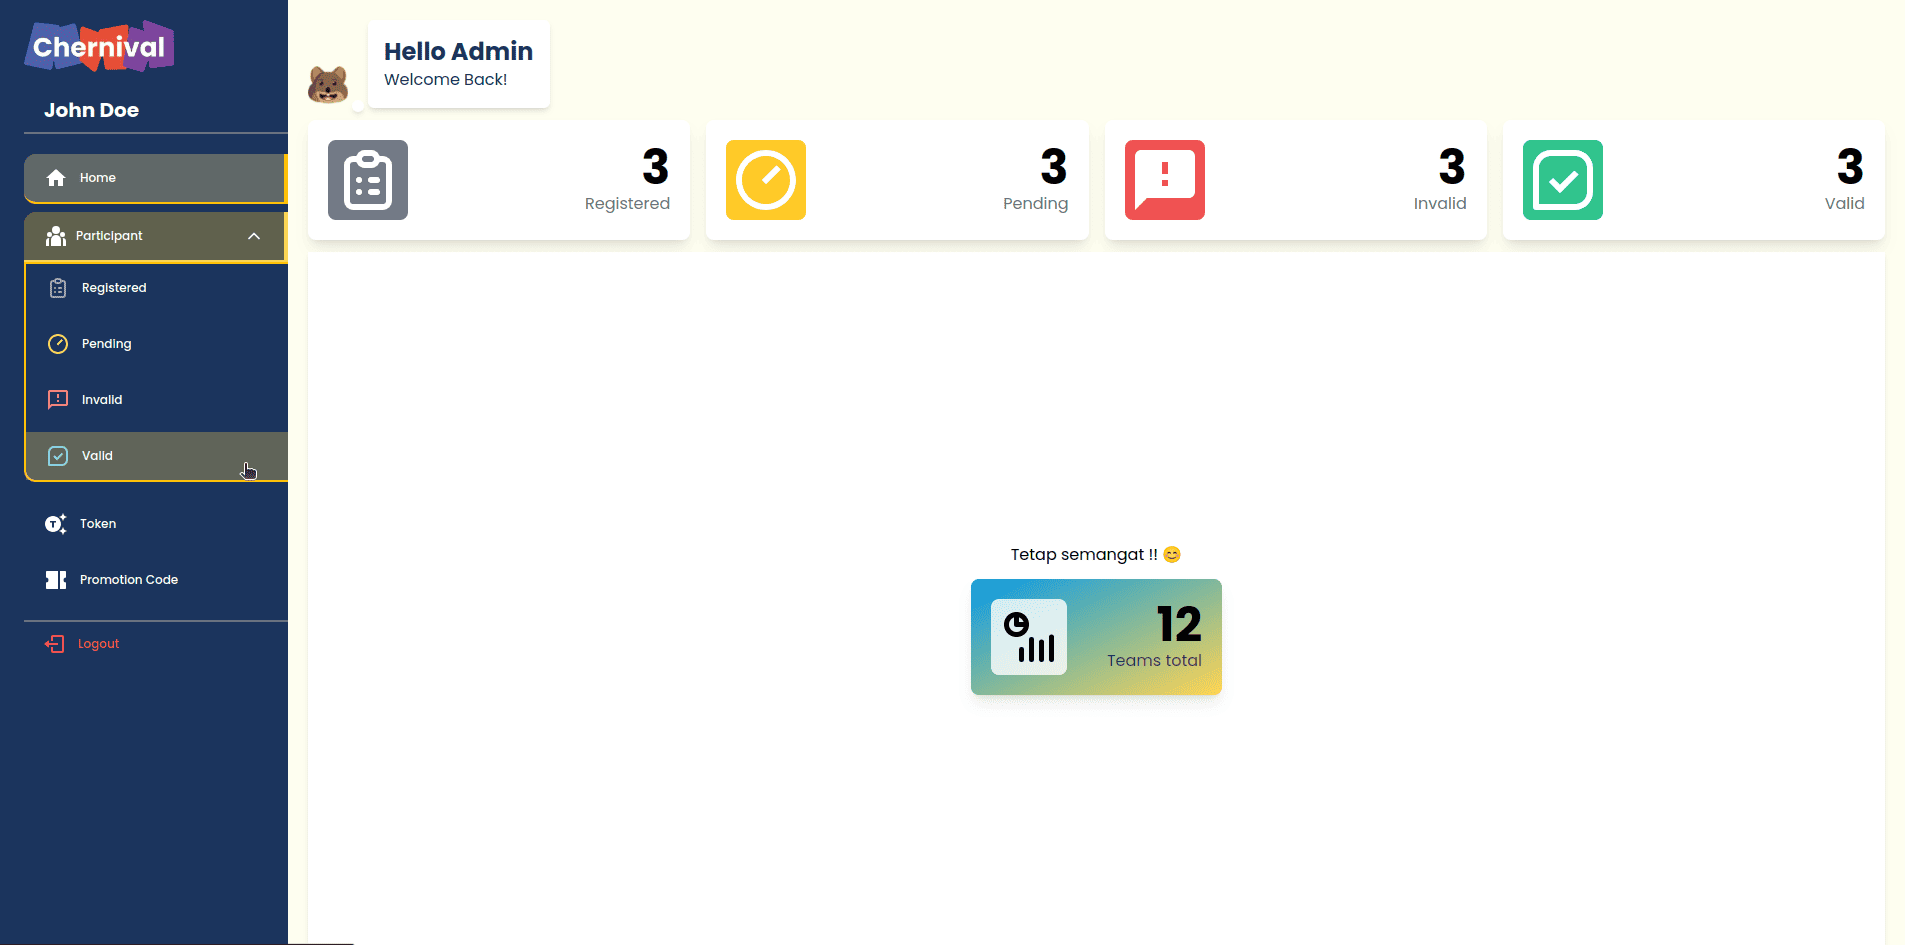 Chernival
John Doe
Home
Participant
Registered
Pending
Invalid
Valid
Token
Promotion Code
Logout
Hello Admin
Welcome Back!
3
Registered
3
Pending
3
Invalid
3
Valid
Tetap semangat !! 😊
12
Teams total